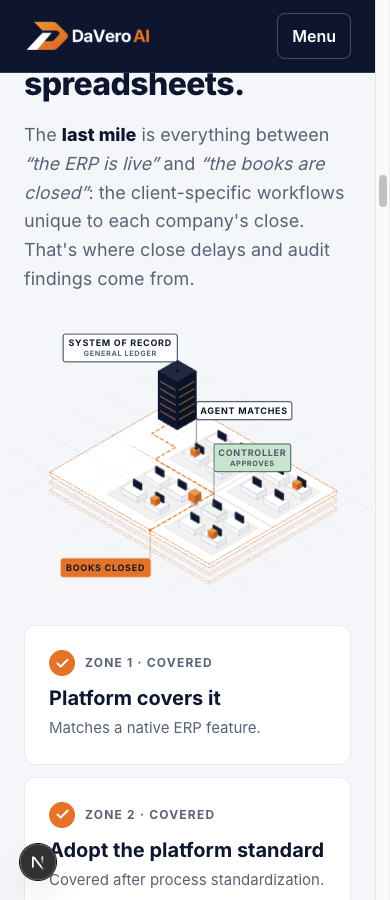 DaVero AI
Menu
spreadsheets.
The last mile is everything between
“the ERP is live” and “the books are
closed”: the client-specific workflows
unique to each company's close.
That's where close delays and audit
findings come from.
SYSTEM OF RECORD
GENERAL LEDGER
AGENT MATCHES
CONTROLLER
APPROVES
BOOKS CLOSED
ZONE 1 · COVERED
Platform covers it
Matches a native ERP feature.
ZONE 2 · COVERED
Adopt the platform standard
N
Covered after process standardization.